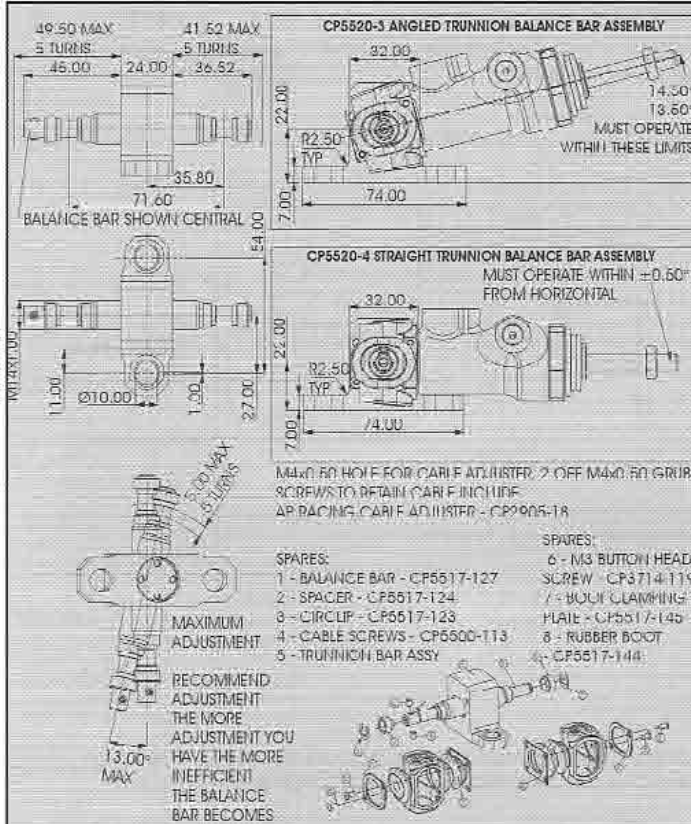 49.50 MAX
5 TURNS
41.52 MAX
5 TURNS
45.00
24.00
36.52
35.80
71.60
BALANCE BAR SHOWN CENTRAL
CP5520-3 ANGLED TRUNNION BALANCE BAR ASSEMBLY
32.00
22.00
R2.50
TYP
7.00
74.00
14.50°
13.50°
MUST OPERATE
WITHIN THESE LIMITS
54.00
M14x1.00
11.00
Ø10.00
1.00
27.00
CP5520-4 STRAIGHT TRUNNION BALANCE BAR ASSEMBLY
MUST OPERATE WITHIN ±0.50°
FROM HORIZONTAL
32.00
22.00
R2.50
TYP
7.00
74.00
M4x0.50 HOLE FOR CABLE ADJUSTER, 2 OFF M4x0.50 GRUB
SCREWS TO RETAIN CABLE INCLUDE
AP RACING CABLE ADJUSTER - CP2905-18
5.00 MAX
5 TURNS
MAXIMUM
ADJUSTMENT
RECOMMEND
ADJUSTMENT
THE MORE
ADJUSTMENT YOU
HAVE THE MORE
INEFFICIENT
THE BALANCE
BAR BECOMES
13.00°
MAX
SPARES:
1 - BALANCE BAR - CP5517-127
2 - SPACER - CP5517-124
3 - CIRCLIP - CP5517-123
4 - CABLE SCREWS - CP5500-113
5 - TRUNNION BAR ASSY
SPARES:
6 - M3 BUTTON HEAD
SCREW - CP3714-119
7 - BOOT CLAMPING
PLATE - CP5517-145
8 - RUBBER BOOT
- CP5517-144